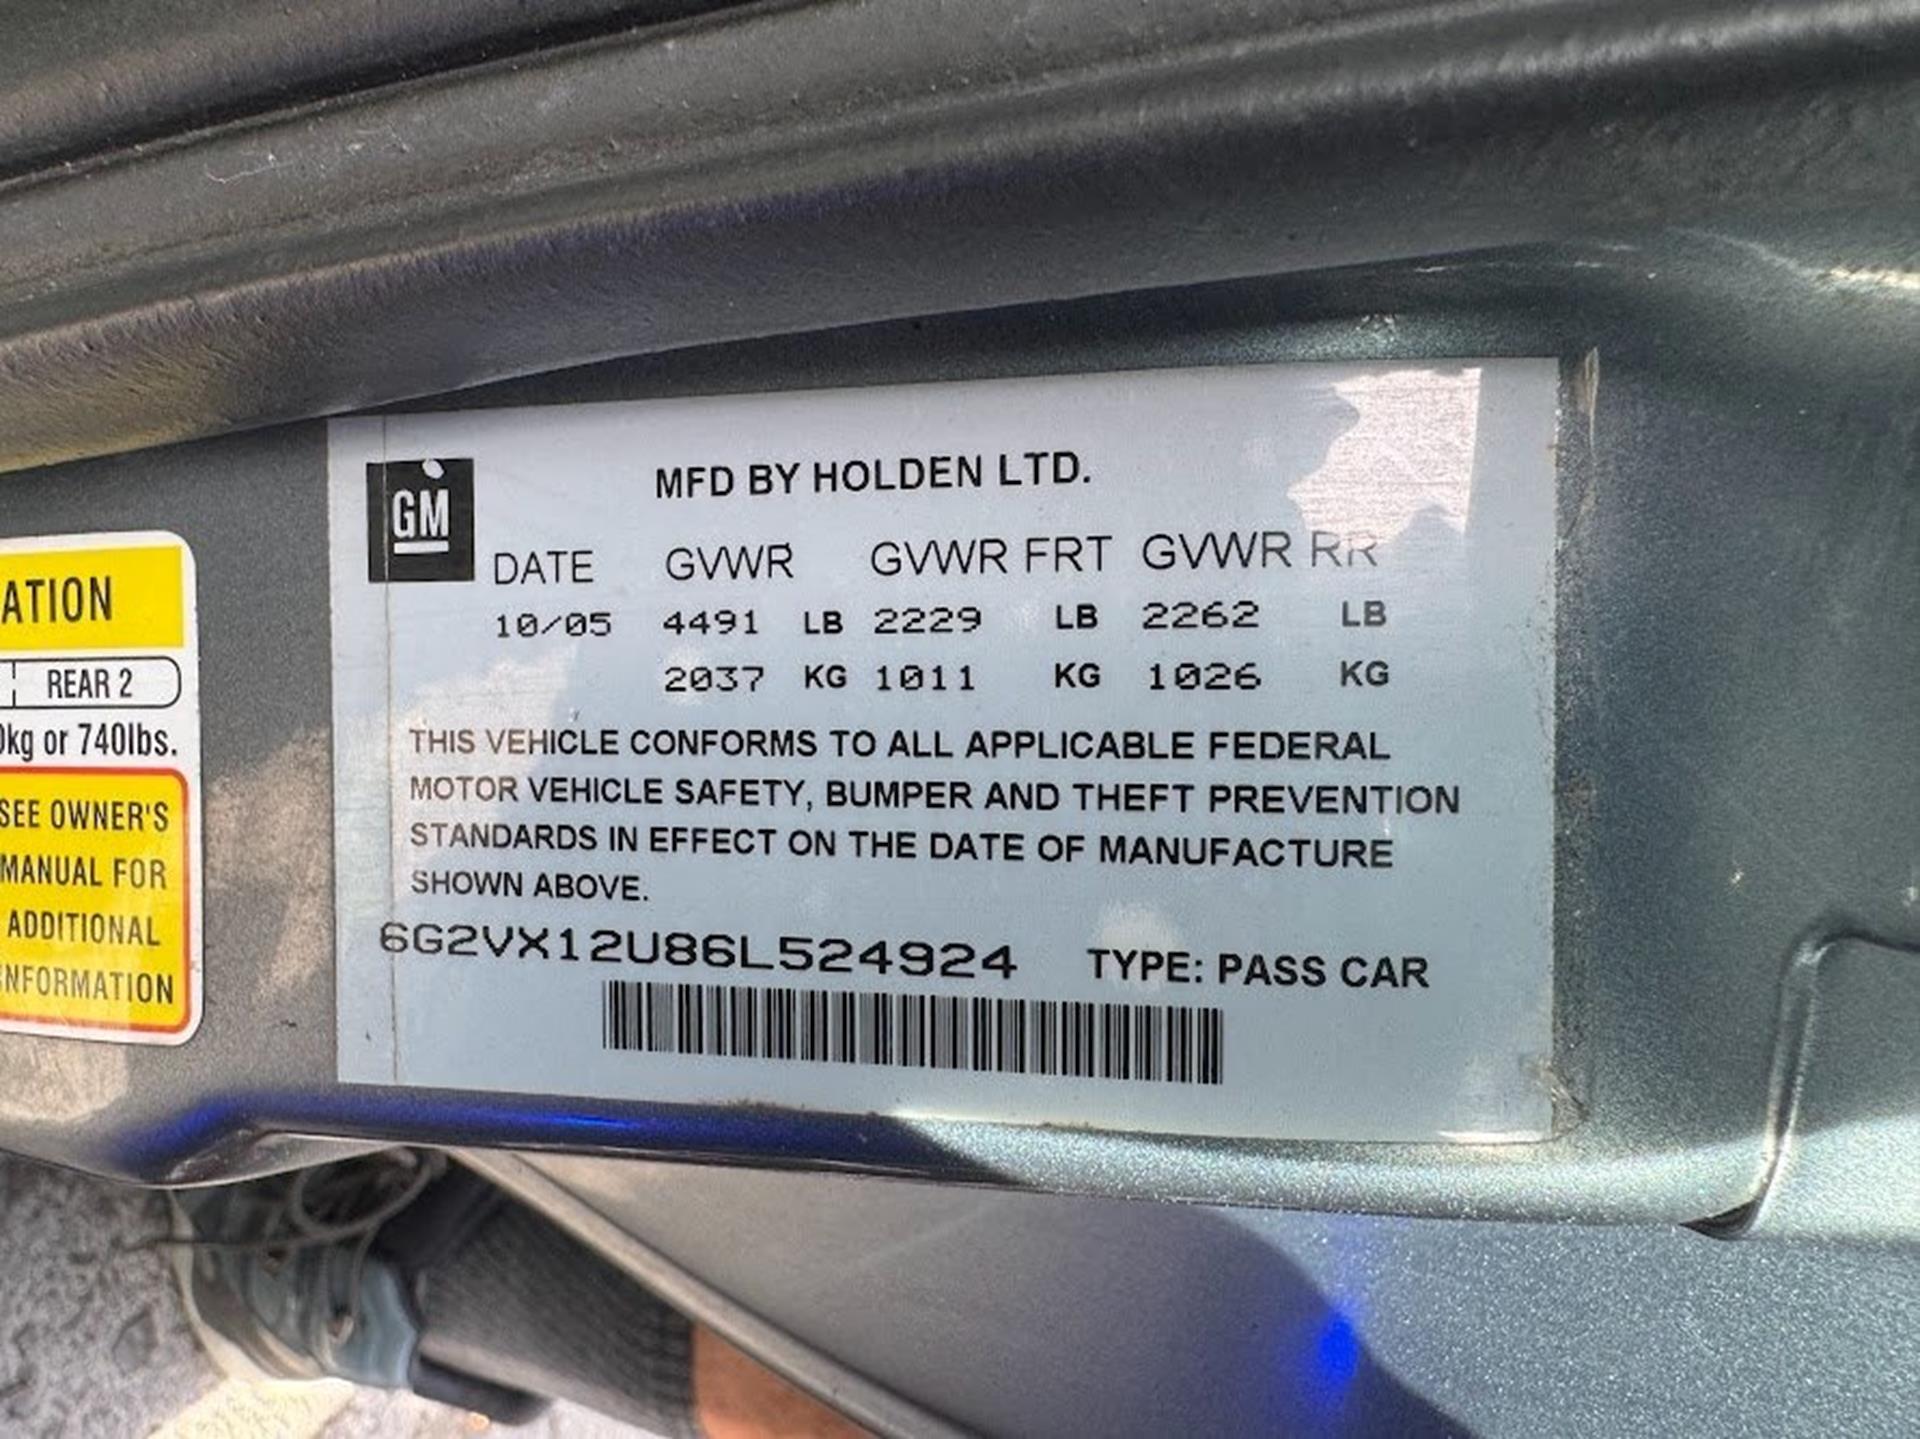 ATION
REAR 2
0kg or 740lbs.
SEE OWNER'S
MANUAL FOR
ADDITIONAL
INFORMATION
GM
MFD BY HOLDEN LTD.
DATE GVWR GVWR FRT GVWR RR
10/05 4491 LB 2229 LB 2262 LB
2037 KG 1011 KG 1026 KG
THIS VEHICLE CONFORMS TO ALL APPLICABLE FEDERAL
MOTOR VEHICLE SAFETY, BUMPER AND THEFT PREVENTION
STANDARDS IN EFFECT ON THE DATE OF MANUFACTURE
SHOWN ABOVE.
6G2VX12U86L524924 TYPE: PASS CAR